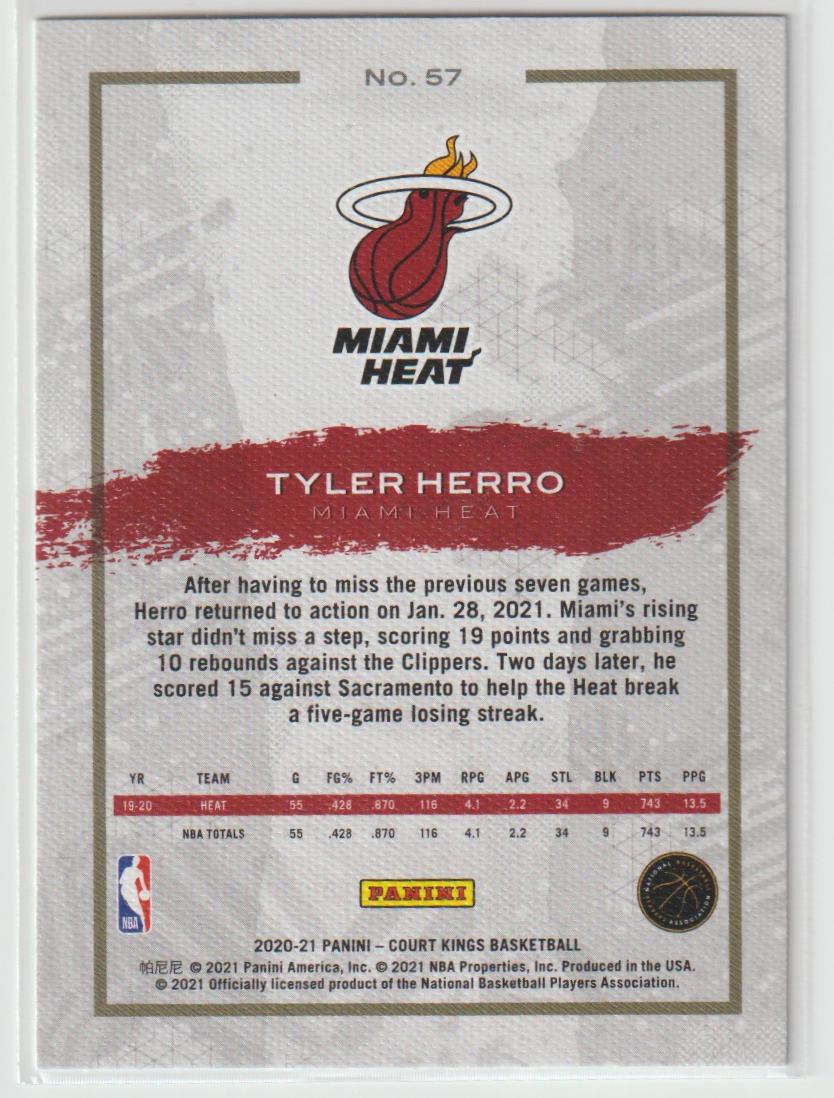 No. 57
MIAMI
HEAT
TYLER HERRO
MIAMI HEAT
After having to miss the previous seven games,
Herro returned to action on Jan. 28, 2021. Miami's rising
star didn't miss a step, scoring 19 points and grabbing
10 rebounds against the Clippers. Two days later, he
scored 15 against Sacramento to help the Heat break
a five-game losing streak.
YR TEAM G FG% FT% 3PM RPG APG STL BLK PTS PPG
19-20 HEAT 55 .428 .870 116 4.1 2.2 34 9 743 13.5
NBA TOTALS 55 .428 .870 116 4.1 2.2 34 9 743 13.5
NBA
PANINI
NATIONAL BASKETBALL PLAYERS ASSOCIATION
2020-21 PANINI – COURT KINGS BASKETBALL
帕尼尼 © 2021 Panini America, Inc. © 2021 NBA Properties, Inc. Produced in the USA.
© 2021 Officially licensed product of the National Basketball Players Association.